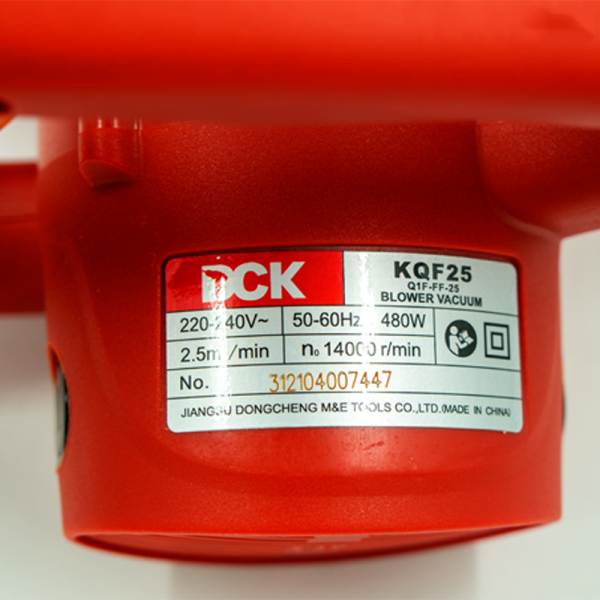 DCK
KQF25
Q1F-FF-25
BLOWER VACUUM
220-240V~ 50-60Hz 480W
2.5m³/min n₀ 14000 r/min
No. 312104007447
JIANGSU DONGCHENG M&E TOOLS CO.,LTD.(MADE IN CHINA)